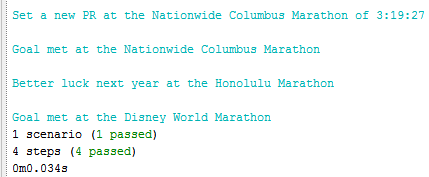 Set a new PR at the Nationwide Columbus Marathon of 3:19:27
Goal met at the Nationwide Columbus Marathon
Better luck next year at the Honolulu Marathon
Goal met at the Disney World Marathon
1 scenario (1 passed)
4 steps (4 passed)
0m0.034s